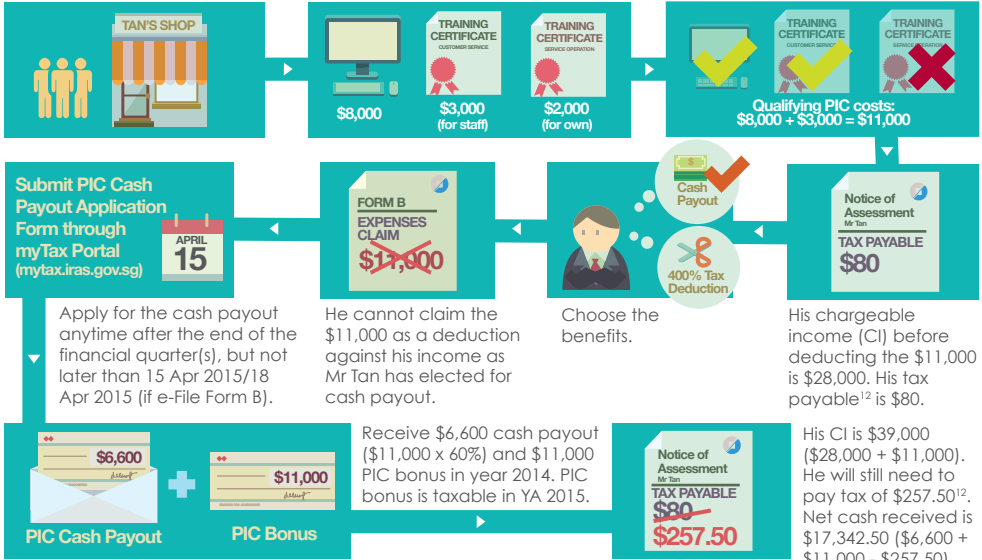 TAN'S SHOP
TRAINING
CERTIFICATE
CUSTOMER SERVICE
TRAINING
CERTIFICATE
SERVICE OPERATION
$8,000
$3,000
(for staff)
$2,000
(for own)
TRAINING
CERTIFICATE
CUSTOMER SERVICE
TRAINING
CERTIFICATE
SERVICE OPERATION
Qualifying PIC costs:
$8,000 + $3,000 = $11,000
Notice of
Assessment
Mr Tan
TAX PAYABLE
$80
His chargeable
income (CI) before
deducting the $11,000
is $28,000. His tax
payable¹² is $80.
$
Cash
Payout
400% Tax
Deduction
Choose the
benefits.
FORM B
EXPENSES
CLAIM
$11,000
He cannot claim the
$11,000 as a deduction
against his income as
Mr Tan has elected for
cash payout.
Submit PIC Cash
Payout Application
Form through
myTax Portal
(mytax.iras.gov.sg)
APRIL
15
Apply for the cash payout
anytime after the end of the
financial quarter(s), but not
later than 15 Apr 2015/18
Apr 2015 (if e-File Form B).
$6,600
PIC Cash Payout
$11,000
PIC Bonus
Receive $6,600 cash payout
($11,000 x 60%) and $11,000
PIC bonus in year 2014. PIC
bonus is taxable in YA 2015.
Notice of
Assessment
Mr Tan
TAX PAYABLE
$80
$257.50
His CI is $39,000
($28,000 + $11,000).
He will still need to
pay tax of $257.50¹².
Net cash received is
$17,342.50 ($6,600 +
$11,000 - $257.50)